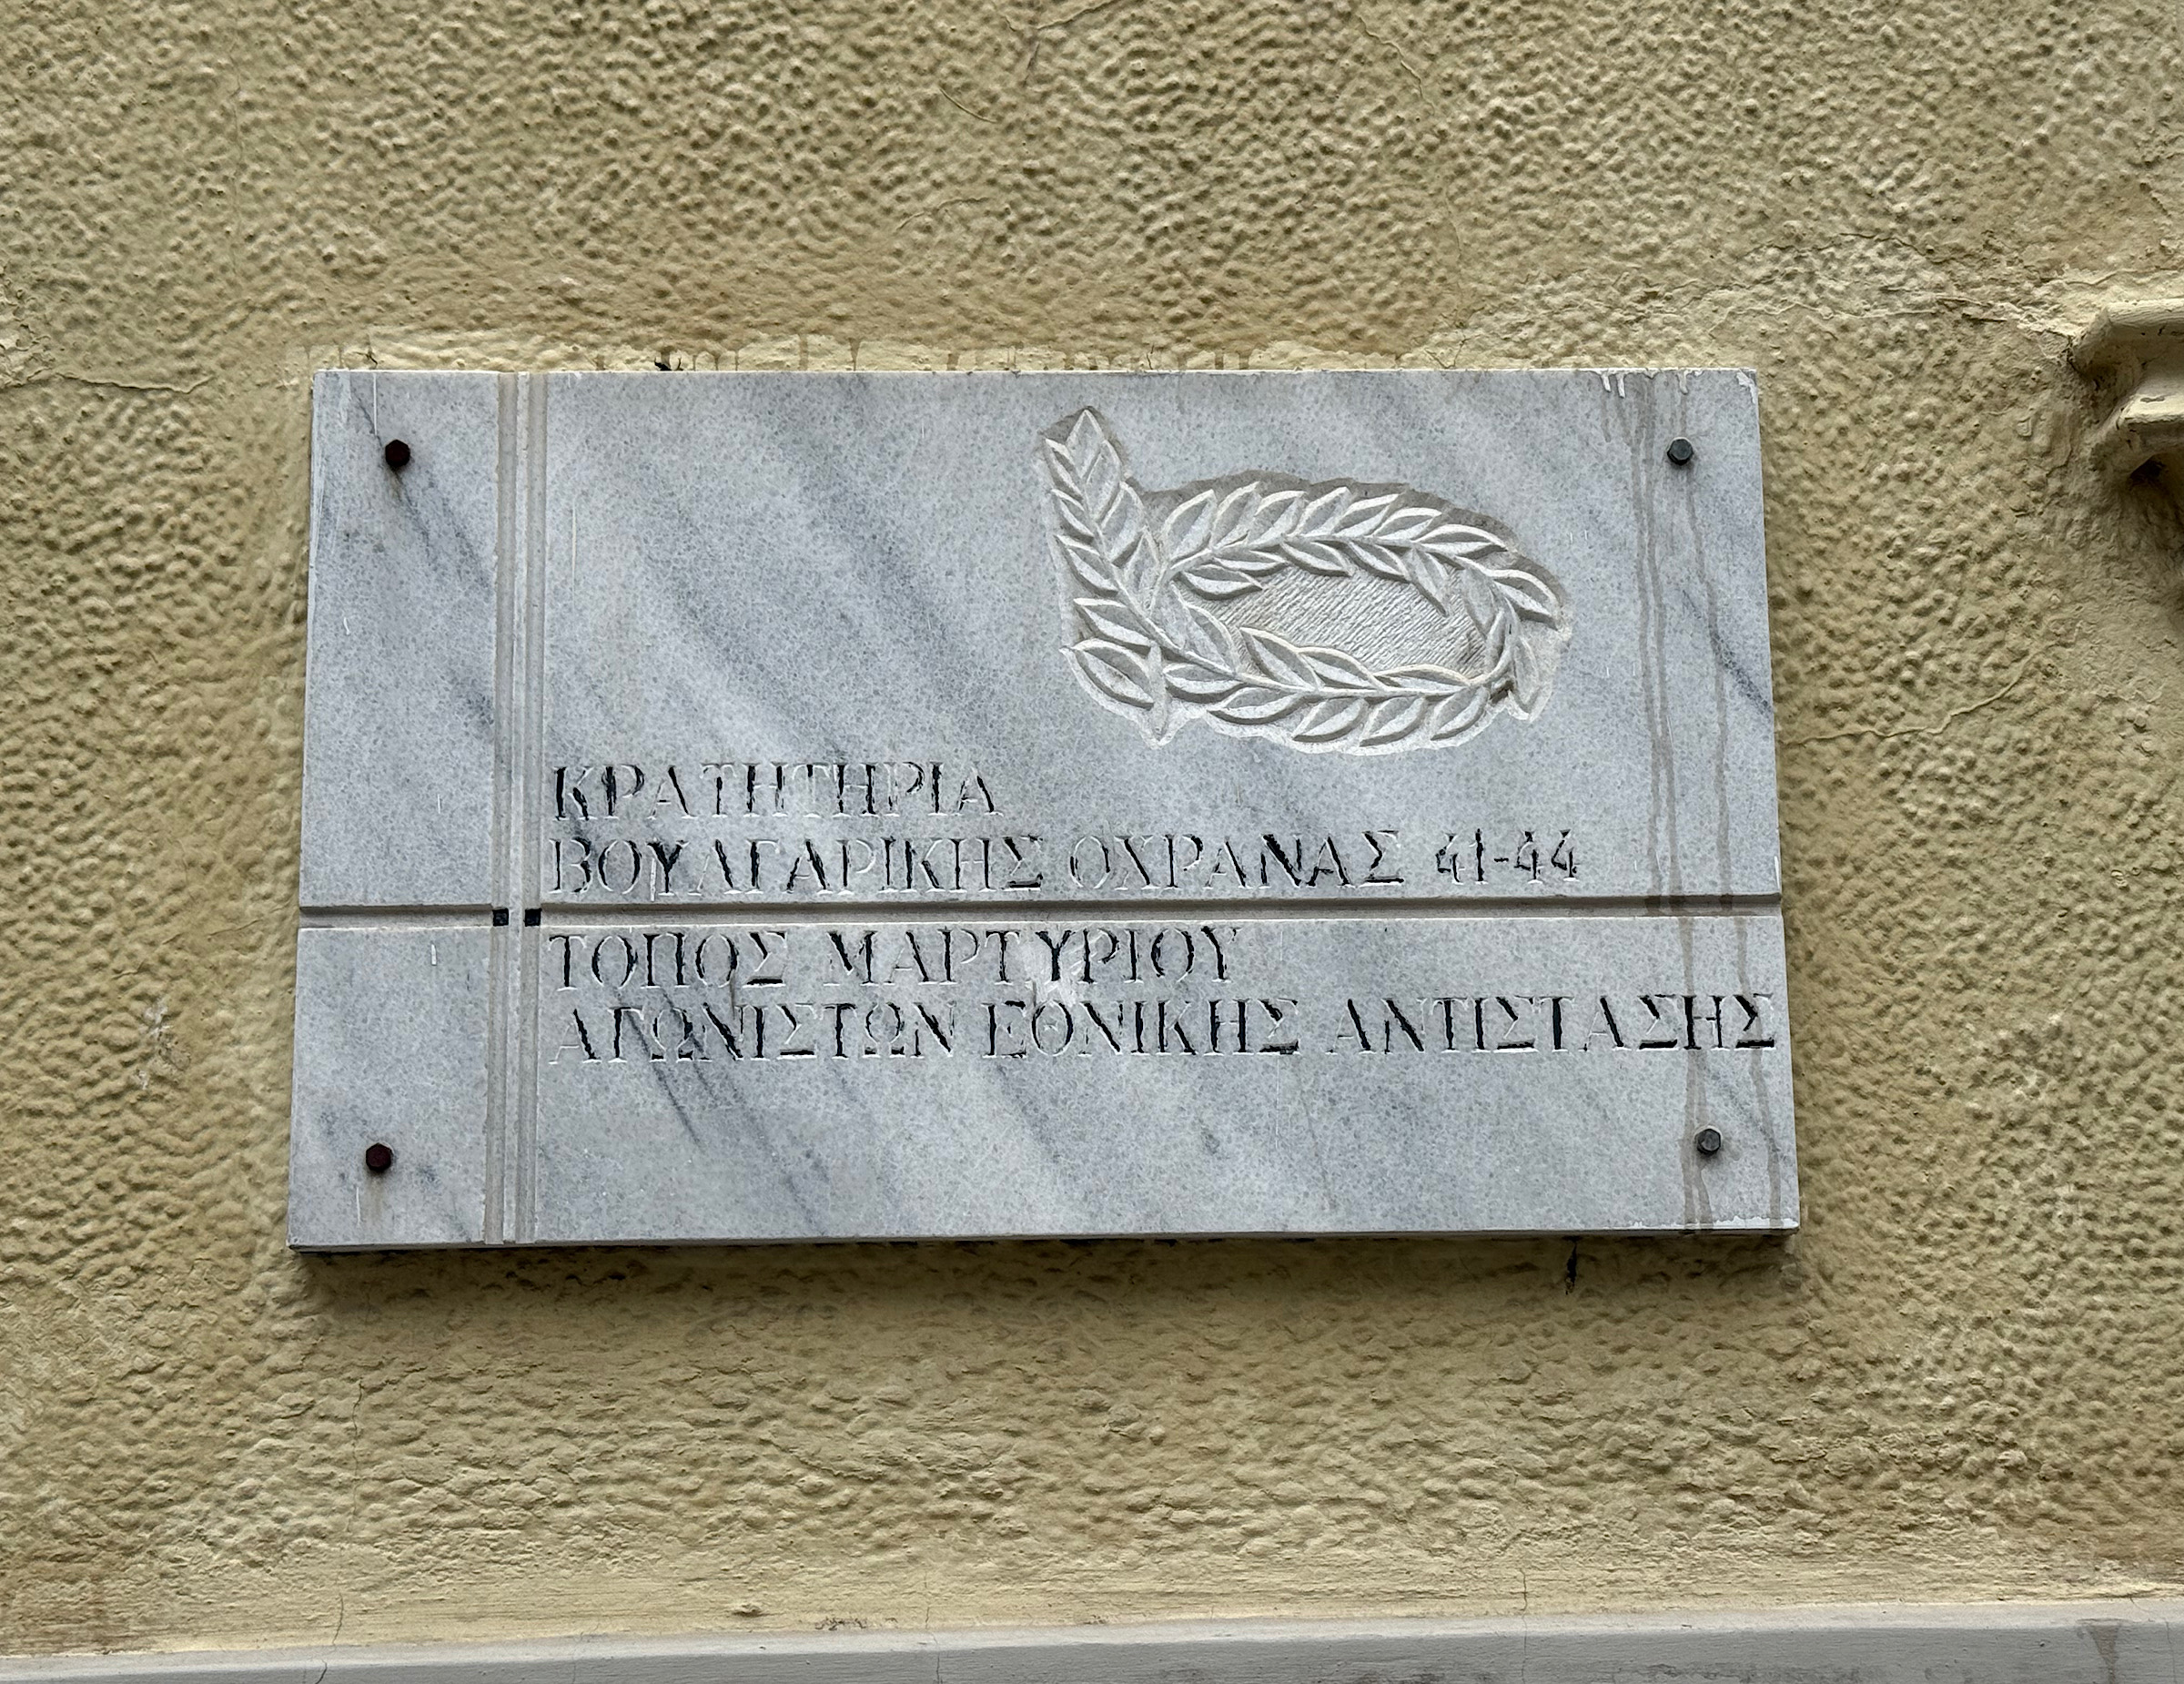 ΚΡΑΤΗΤΗΡΙΑ
ΒΟΥΛΓΑΡΙΚΗΣ ΟΧΡΑΝΑΣ 41-44
ΤΟΠΟΣ ΜΑΡΤΥΡΙΟΥ
ΑΓΩΝΙΣΤΩΝ ΕΘΝΙΚΗΣ ΑΝΤΙΣΤΑΣΗΣ